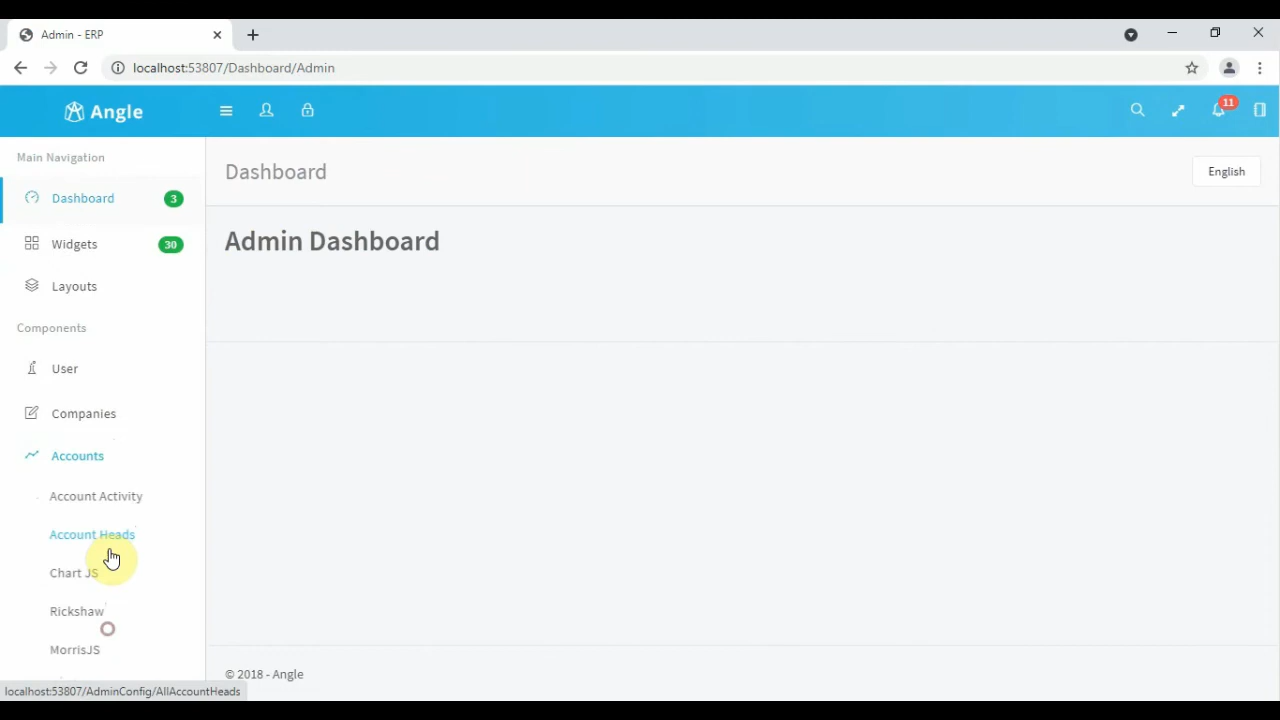 Admin - ERP
localhost:53807/Dashboard/Admin
Angle
11
Main Navigation
Dashboard
English
Dashboard 3
Admin Dashboard
Widgets 30
Layouts
Components
User
Companies
Accounts
Account Activity
Account Heads
Chart JS
Rickshaw
MorrisJS
© 2018 - Angle
localhost:53807/AdminConfig/AllAccountHeads